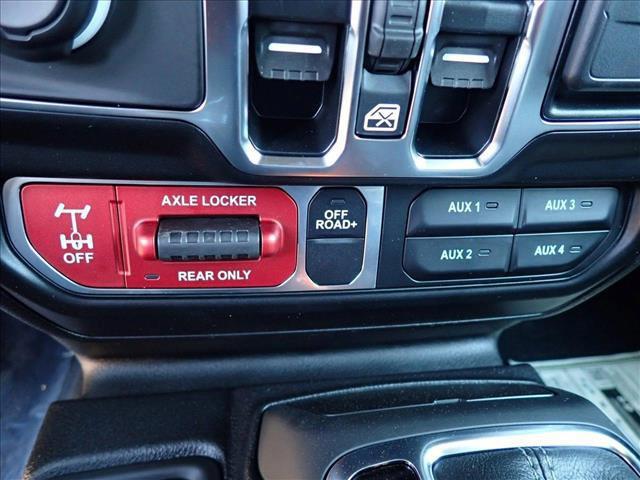 AXLE LOCKER
OFF
REAR ONLY
OFF
ROAD+
AUX 1
AUX 3
AUX 2
AUX 4